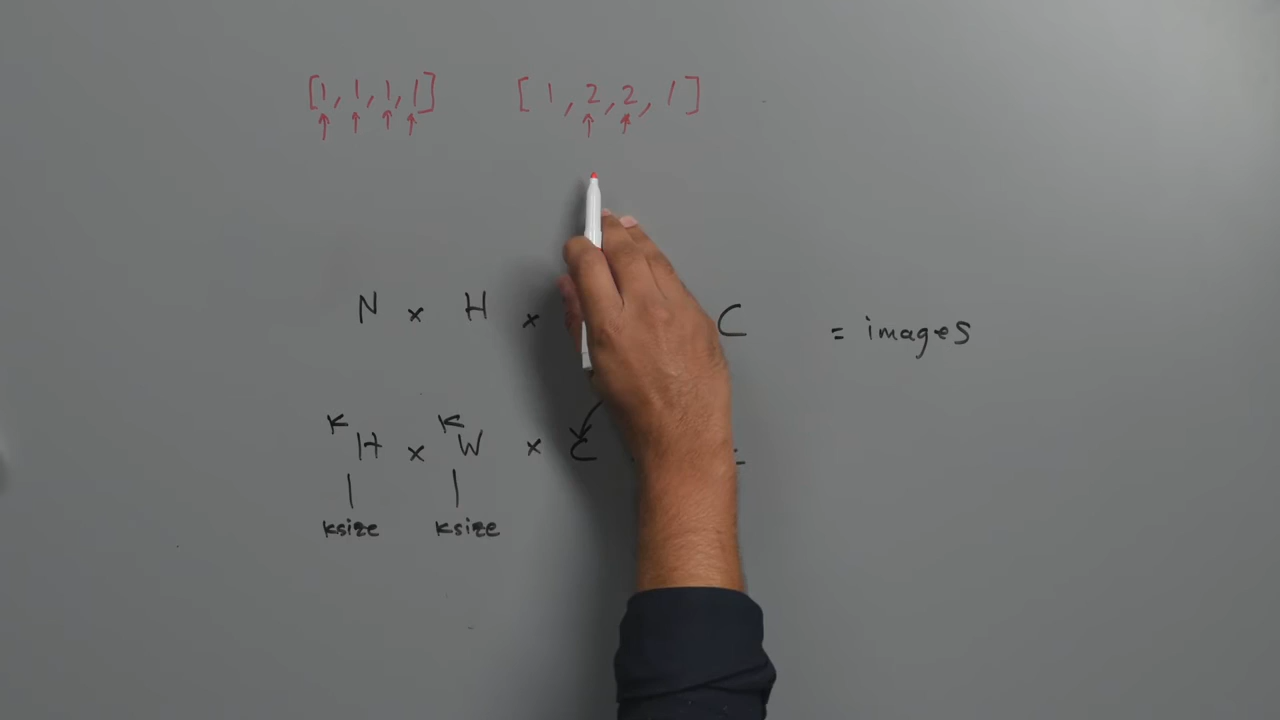 [1,1,1,1] [1,2,2,1]
N x H x C = images
K H x K W x C
ksize ksize